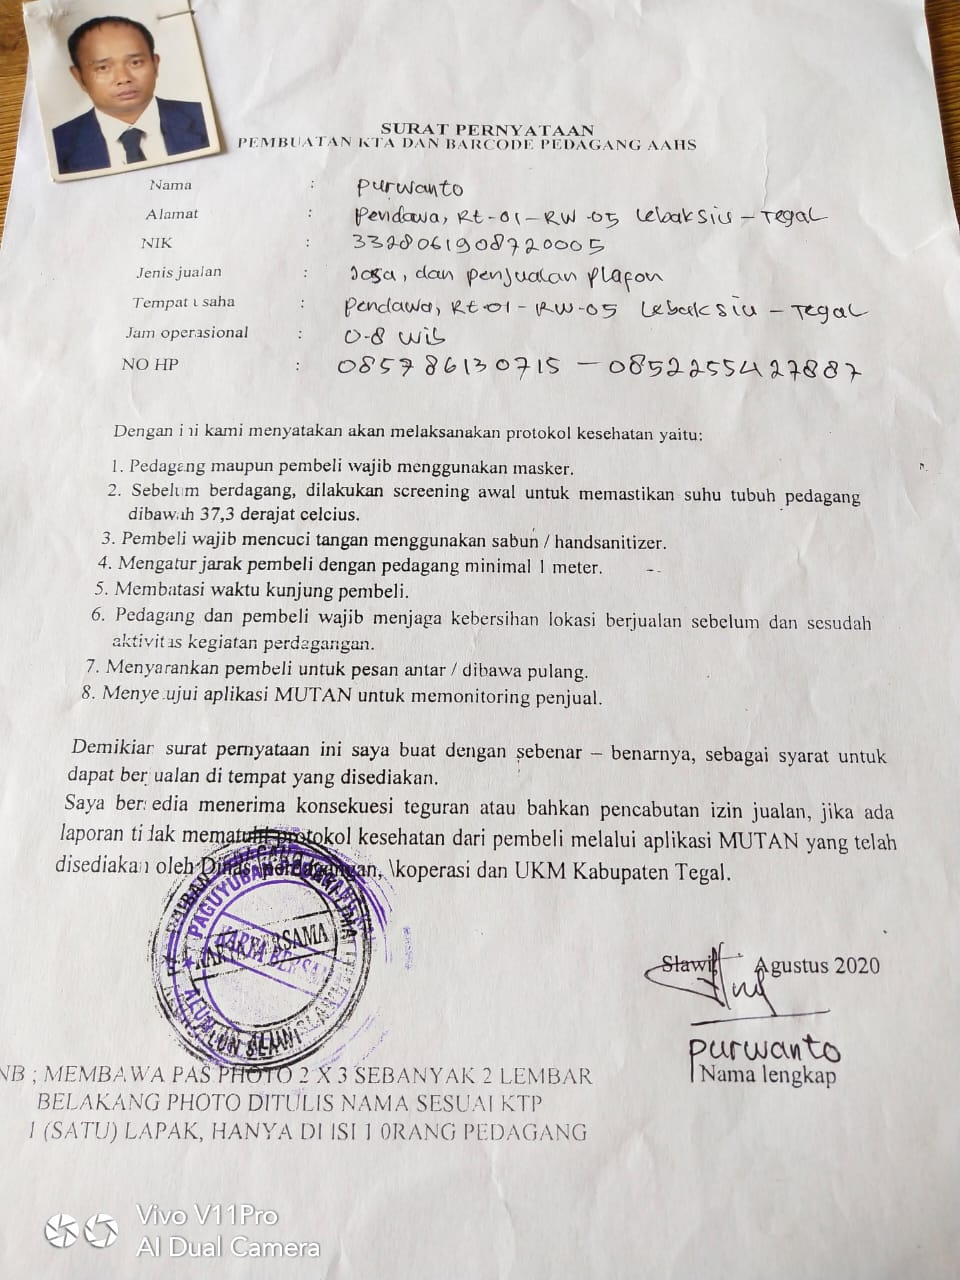 SURAT PERNYATAAN
PEMBUATAN KTA DAN BARCODE PEDAGANG AAHS
Nama : Purwanto
Alamat : Pendawa, Rt-01-RW-05 Lebaksiu - Tegal
NIK : 3328061908720005
Jenis jualan : Jasa, dan penjualan Plafon
Tempat usaha : Pendawa, Rt-01-RW-05 Lebaksiu - Tegal
Jam operasional : 0-8 wib
NO HP : 085786130715 - 0852255427887
Dengan ini kami menyatakan akan melaksanakan protokol kesehatan yaitu:
1. Pedagang maupun pembeli wajib menggunakan masker.
2. Sebelum berdagang, dilakukan screening awal untuk memastikan suhu tubuh pedagang
dibawah 37,3 derajat celcius.
3. Pembeli wajib mencuci tangan menggunakan sabun / handsanitizer.
4. Mengatur jarak pembeli dengan pedagang minimal 1 meter.
5. Membatasi waktu kunjung pembeli.
6. Pedagang dan pembeli wajib menjaga kebersihan lokasi berjualan sebelum dan sesudah
aktivitas kegiatan perdagangan.
7. Menyarankan pembeli untuk pesan antar / dibawa pulang.
8. Menyetujui aplikasi MUTAN untuk memonitoring penjual.
Demikian surat pernyataan ini saya buat dengan sebenar – benarnya, sebagai syarat untuk
dapat berjualan di tempat yang disediakan.
Saya bersedia menerima konsekuesi teguran atau bahkan pencabutan izin jualan, jika ada
laporan tidak mematuhi protokol kesehatan dari pembeli melalui aplikasi MUTAN yang telah
disediakan oleh Dinas perdagangan, \koperasi dan UKM Kabupaten Tegal.
PAGUYUBAN
KARYA BERSAMA
ALUN ALUN SLAWI
Slawi, Agustus 2020
Purwanto
Nama lengkap
NB ; MEMBAWA PAS PHOTO 2 X 3 SEBANYAK 2 LEMBAR
BELAKANG PHOTO DITULIS NAMA SESUAI KTP
1 (SATU) LAPAK, HANYA DI ISI 1 0RANG PEDAGANG
Vivo V11Pro
AI Dual Camera